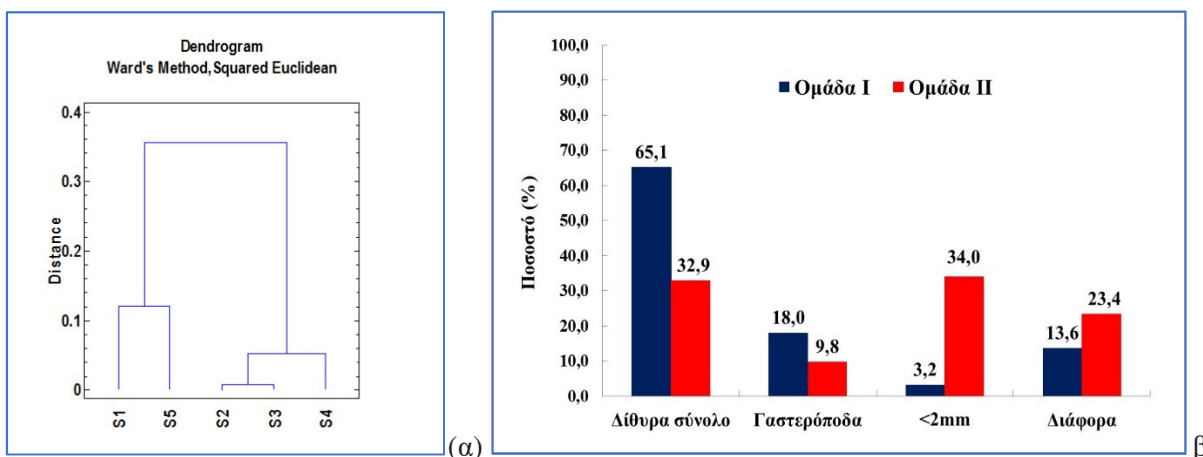 Dendrogram
Ward's Method,Squared Euclidean
Distance
0.4
0.3
0.2
0.1
0
S1 S5 S2 S3 S4
(α)
Ποσοστό (%)
100,0
90,0
80,0
70,0
60,0
50,0
40,0
30,0
20,0
10,0
0,0
Ομάδα I Ομάδα II
65,1 32,9 18,0 9,8 3,2 34,0 13,6 23,4
Δίθυρα σύνολο Γαστερόποδα <2mm Διάφορα
β